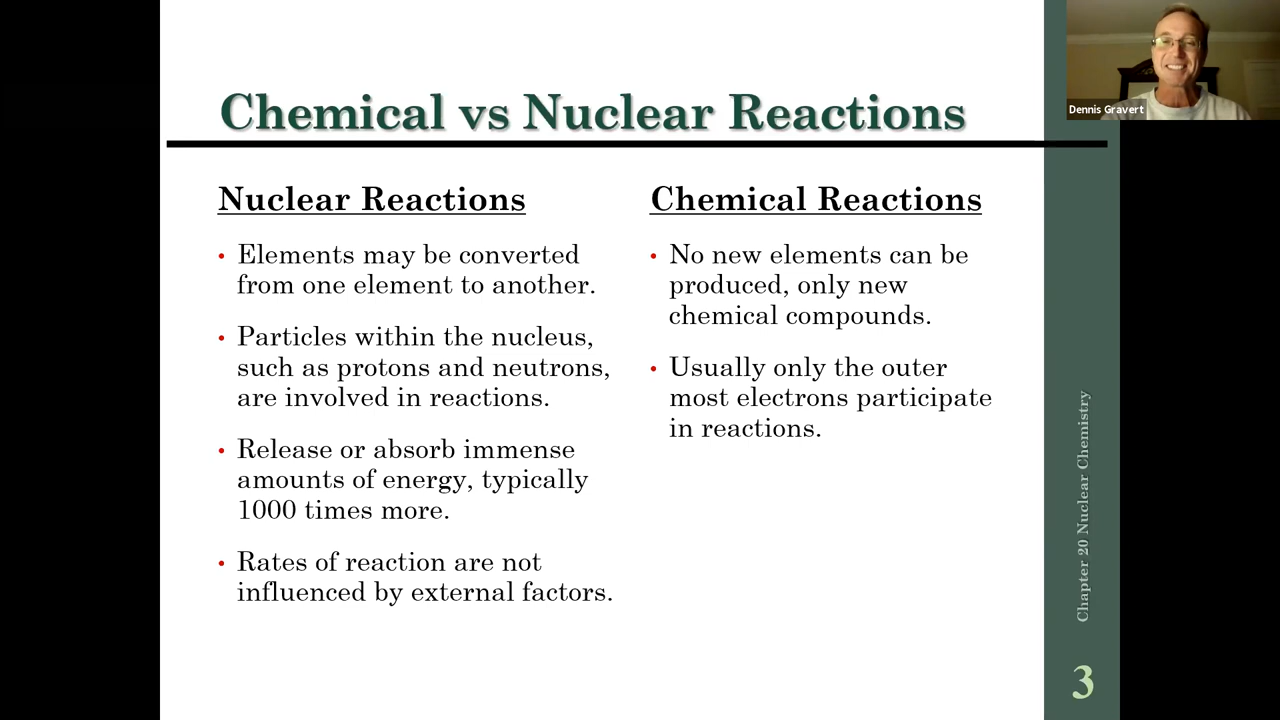 Chemical vs Nuclear Reactions
Dennis Gravert
Nuclear Reactions
• Elements may be converted
from one element to another.
• Particles within the nucleus,
such as protons and neutrons,
are involved in reactions.
• Release or absorb immense
amounts of energy, typically
1000 times more.
• Rates of reaction are not
influenced by external factors.
Chemical Reactions
• No new elements can be
produced, only new
chemical compounds.
• Usually only the outer
most electrons participate
in reactions.
Chapter 20 Nuclear Chemistry
3